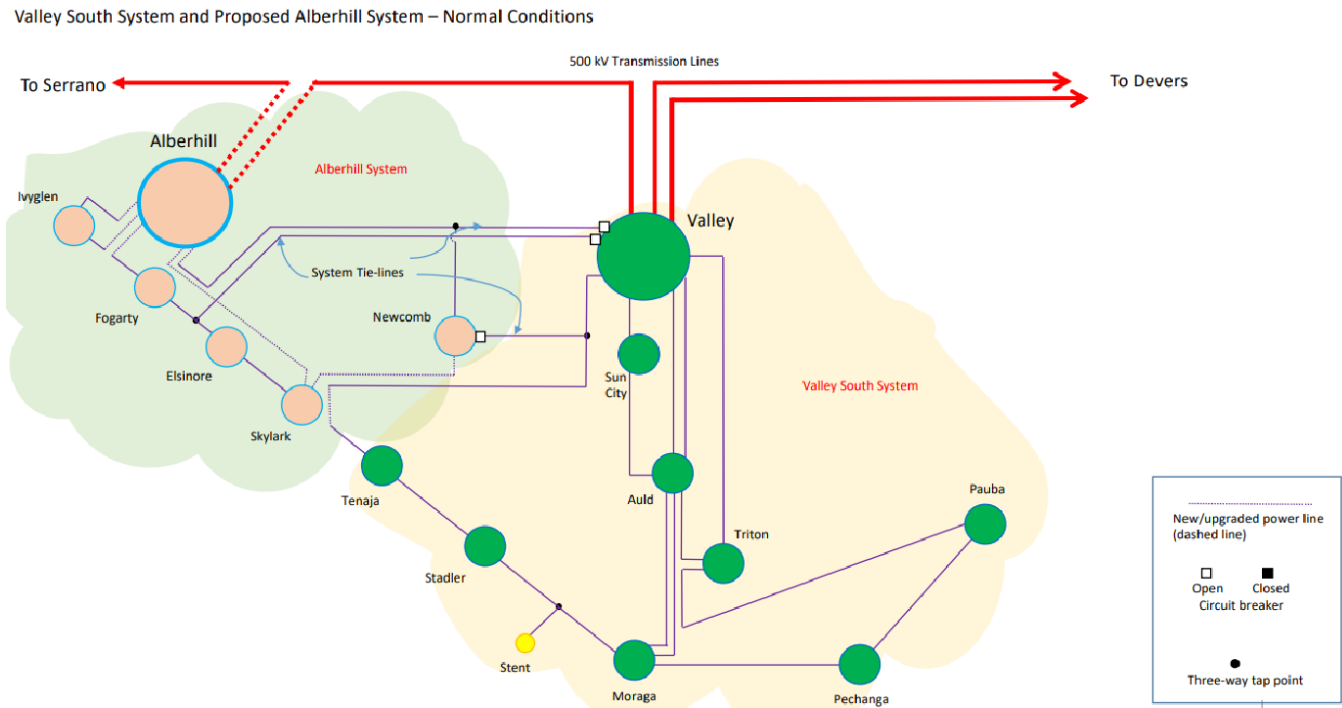 Valley South System and Proposed Alberhill System – Normal Conditions
500 kV Transmission Lines
To Serrano
To Devers
Alberhill
Alberhill System
Ivyglen
Valley
System Tie-lines
Fogarty
Newcomb
Elsinore
Sun
City
Valley South System
Skylark
Tenaja
Auld
Pauba
Triton
Stadler
Stent
Moraga
Pechanga
New/upgraded power line
(dashed line)
Open
Closed
Circuit breaker
Three-way tap point